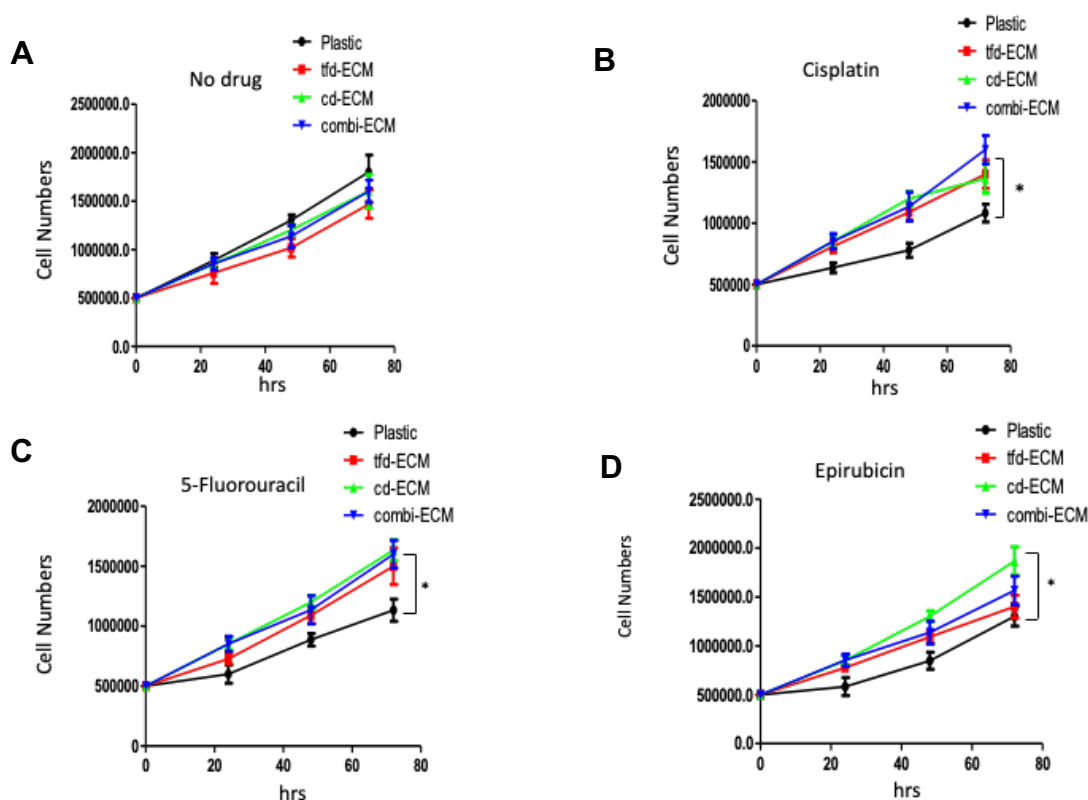 A
No drug
Plastic
tfd-ECM
cd-ECM
combi-ECM
Cell Numbers
2500000.0
2000000.0
1500000.0
1000000.0
500000.0
0.0
0 20 40 60 80
hrs
B
Cisplatin
Plastic
tfd-ECM
cd-ECM
combi-ECM
Cell Numbers
2000000
1500000
1000000
500000
0
*
0 20 40 60 80
hrs
C
5-Fluorouracil
Plastic
tfd-ECM
cd-ECM
combi-ECM
Cell Numbers
2000000
1500000
1000000
500000
0
*
0 20 40 60 80
hrs
D
Epirubicin
Plastic
tfd-ECM
cd-ECM
combi-ECM
Cell Numbers
2500000.0
2000000.0
1500000.0
1000000.0
500000.0
0.0
*
0 20 40 60 80
hrs